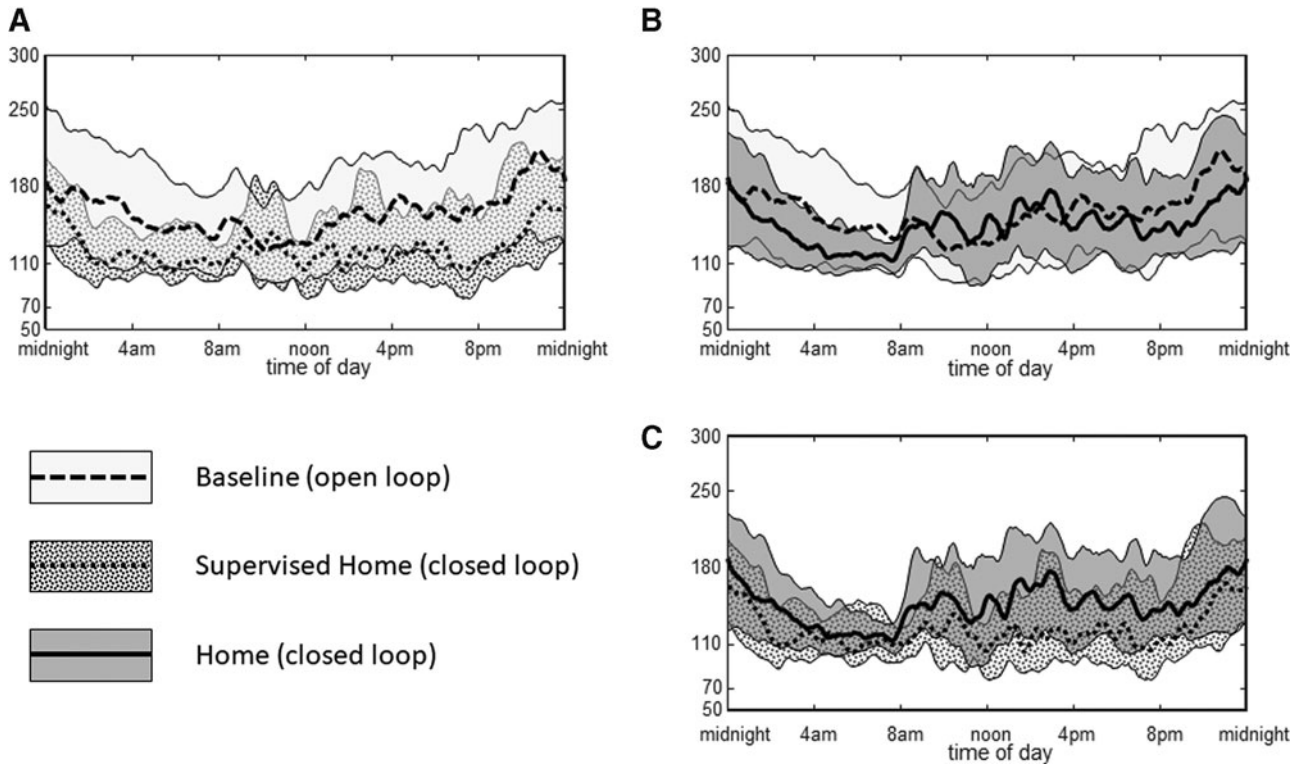 A
300
250
180
110
70
50
midnight 4am 8am noon 4pm 8pm midnight
time of day
B
300
250
180
110
70
50
midnight 4am 8am noon 4pm 8pm midnight
time of day
Baseline (open loop)
Supervised Home (closed loop)
Home (closed loop)
C
300
250
180
110
70
50
midnight 4am 8am noon 4pm 8pm midnight
time of day